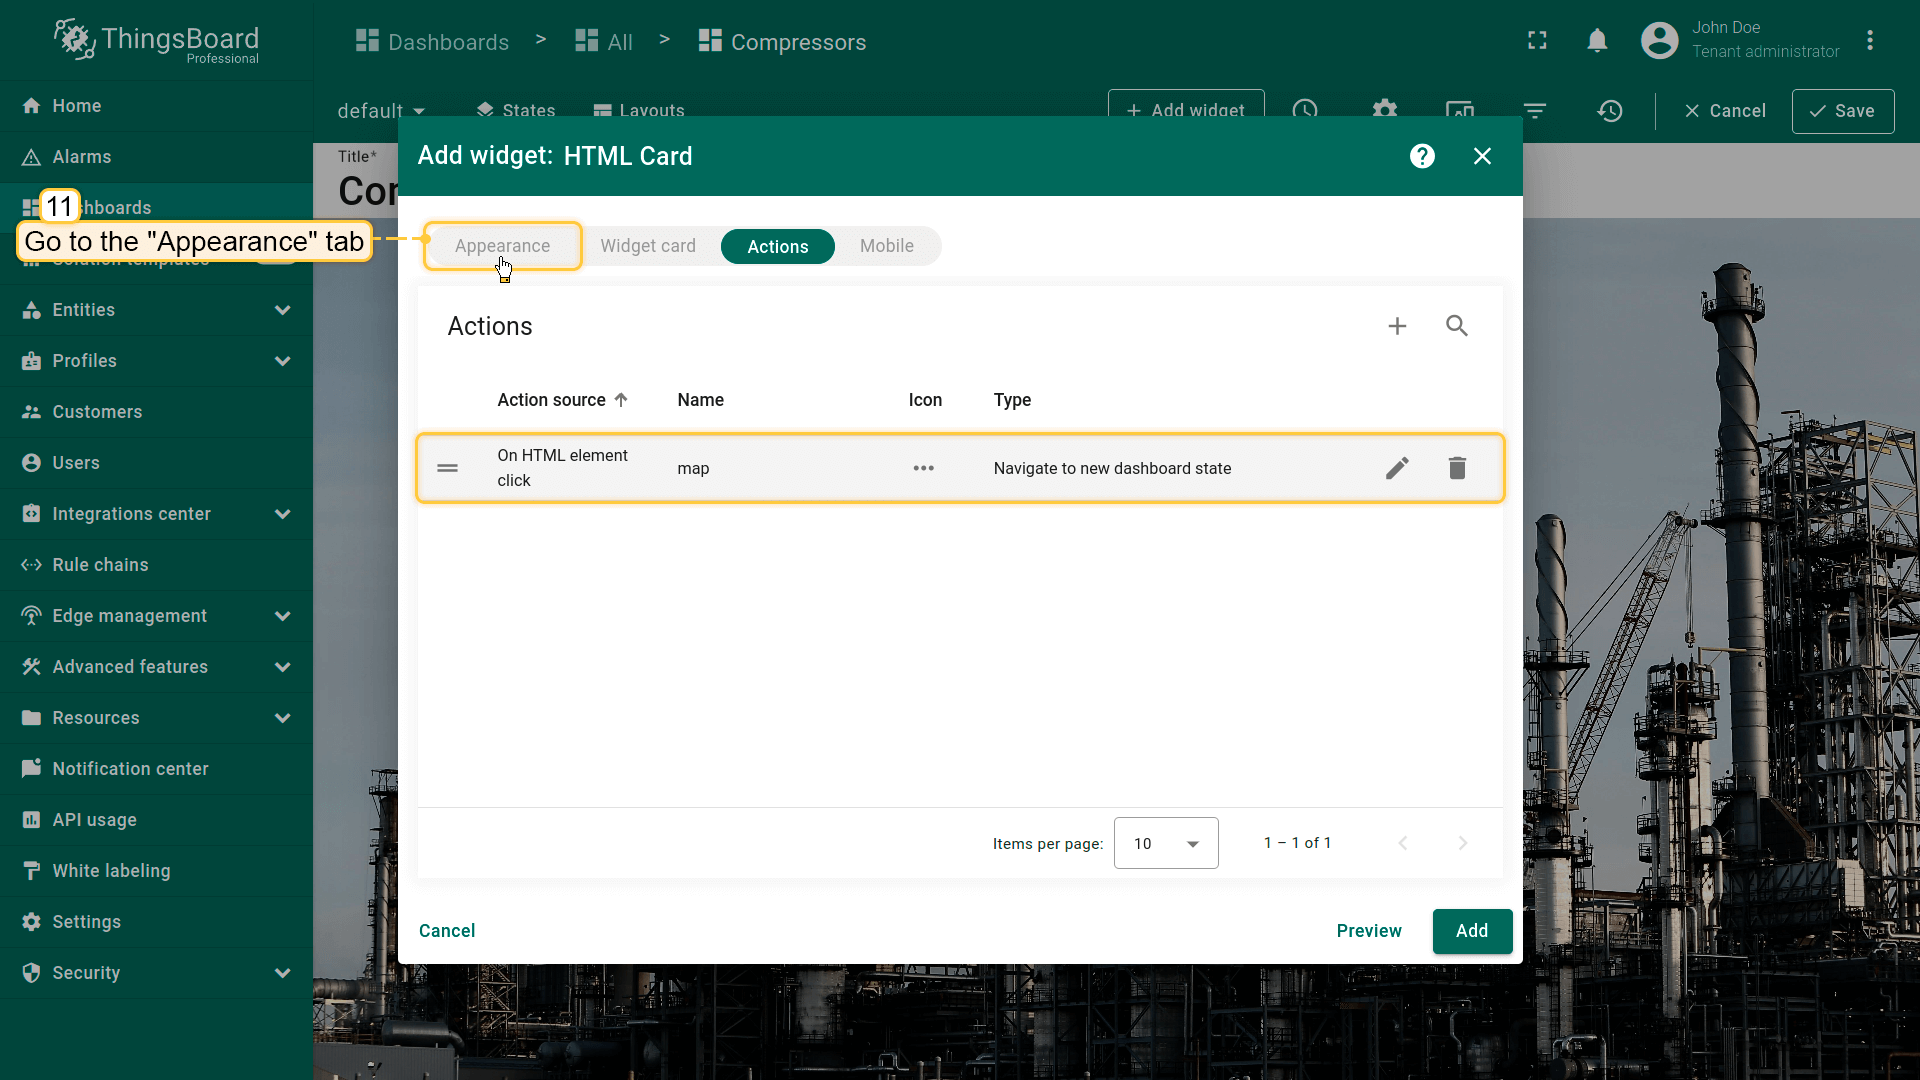 ThingsBoard
Professional
Dashboards > All > Compressors
John Doe
Tenant administrator
default
States
Layouts
+ Add widget
Cancel
Save
Home
Alarms
hboards
Entities
Profiles
Customers
Users
Integrations center
Rule chains
Edge management
Advanced features
Resources
Notification center
API usage
White labeling
Settings
Security
11
Go to the "Appearance" tab
Title*
Add widget: HTML Card
Appearance
Widget card
Actions
Mobile
Actions
Action source
Name
Icon
Type
On HTML element
click
map
Navigate to new dashboard state
Items per page:
10
1 – 1 of 1
Cancel
Preview
Add